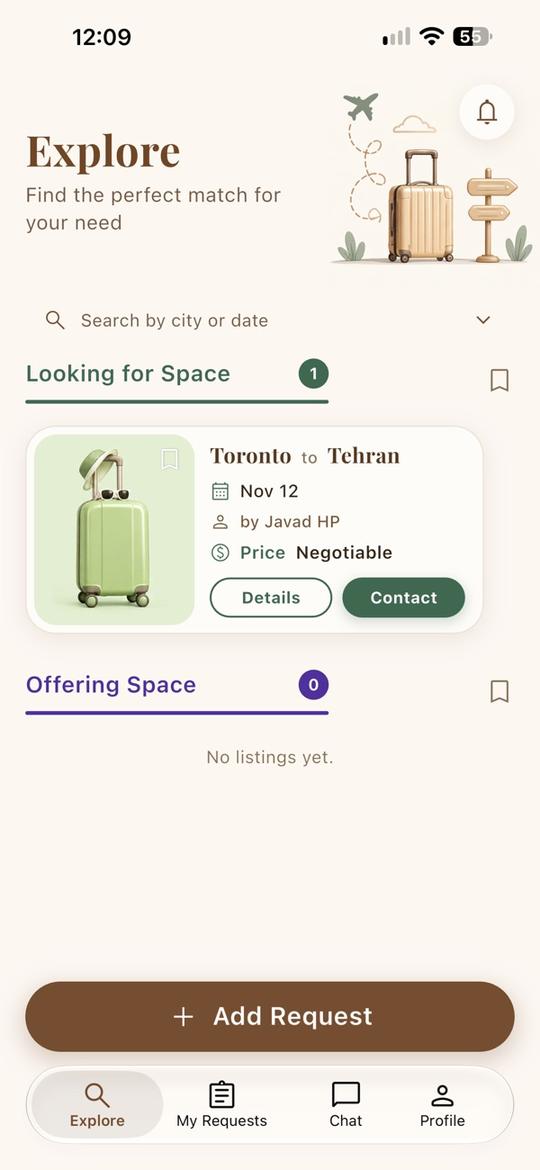 12:09
55
Explore
Find the perfect match for
your need
Search by city or date
Looking for Space 1
Toronto to Tehran
Nov 12
by Javad HP
Price Negotiable
Details Contact
Offering Space 0
No listings yet.
+ Add Request
Explore My Requests Chat Profile